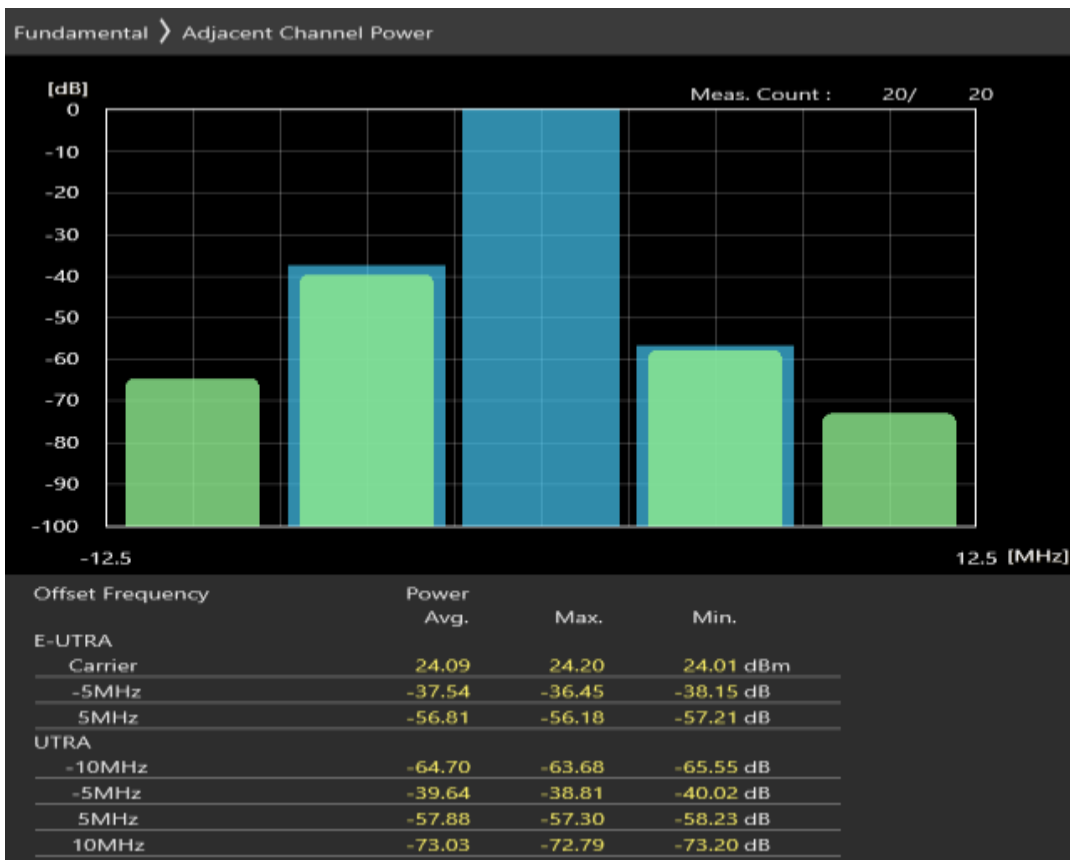 Fundamental 〉 Adjacent Channel Power
[dB]
Meas. Count : 20/ 20
0
-10
-20
-30
-40
-50
-60
-70
-80
-90
-100
-12.5 12.5 [MHz]
Offset Frequency Power
Avg. Max. Min.
E-UTRA
Carrier 24.09 24.20 24.01 dBm
-5MHz -37.54 -36.45 -38.15 dB
5MHz -56.81 -56.18 -57.21 dB
UTRA
-10MHz -64.70 -63.68 -65.55 dB
-5MHz -39.64 -38.81 -40.02 dB
5MHz -57.88 -57.30 -58.23 dB
10MHz -73.03 -72.79 -73.20 dB